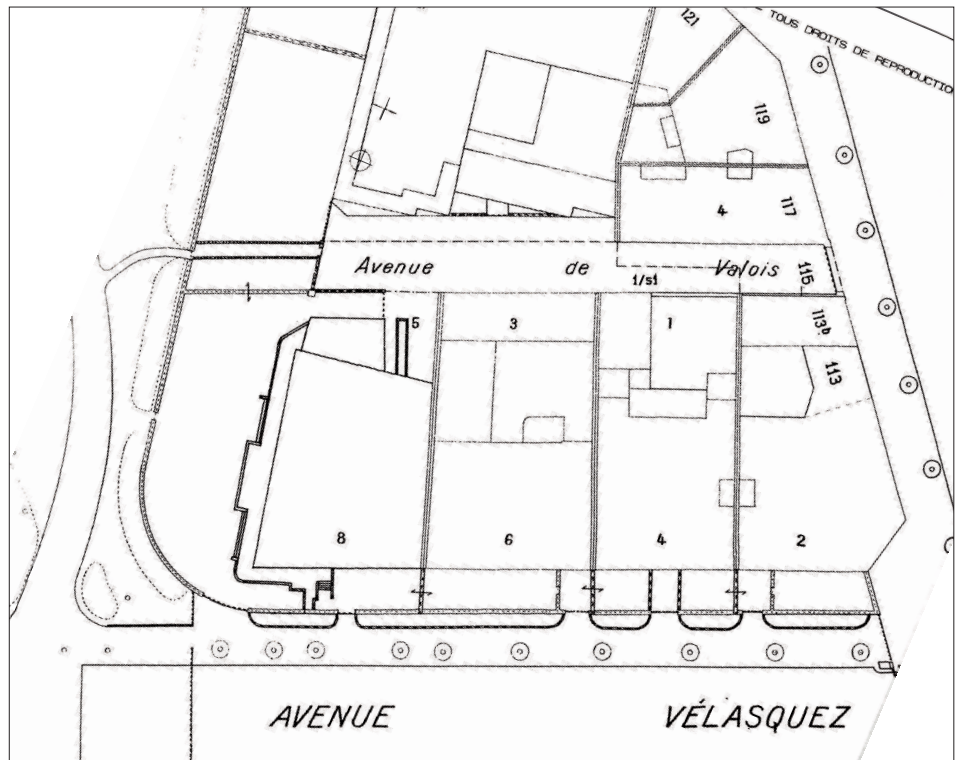 121
TOUS DROITS DE REPRODUCTIO
119
4
117
Avenue de Valois
1/s1
115
5
3
1
113b
113
8
6
4
2
AVENUE VÉLASQUEZ